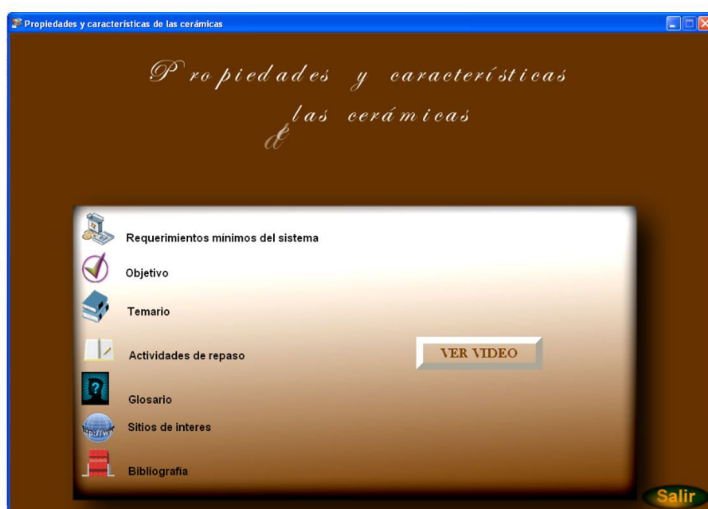 Propiedades y características de las cerámicas
Propiedades y características
de las cerámicas
Requerimientos mínimos del sistema
Objetivo
Temario
Actividades de repaso
VER VIDEO
Glosario
Sitios de interes
Bibliografía
Salir